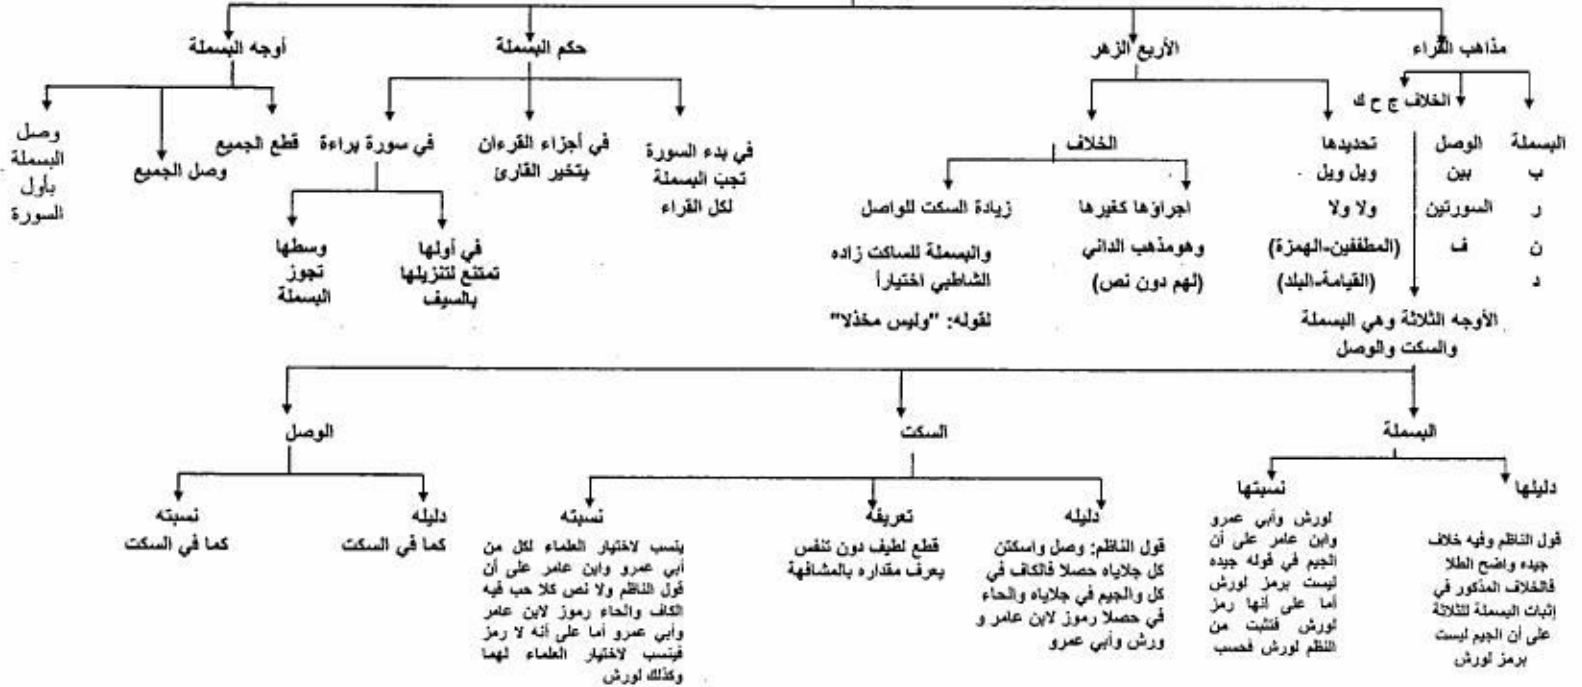 مذاهب القراء
الأربع الزهر
حكم البسملة
أوجه البسملة
الخلاف ج ح ك
البسملة
ب
ر
ن
د
الوصل
بين
السورتين
ف
الأوجه الثلاثة وهي البسملة
والسكت والوصل
تحديدها
ويل ويل
ولا ولا
(المطففين-الهمزة)
(القيامة-البلد)
الخلاف
اجراؤها كغيرها
وهومذهب الداني
(لهم دون نص)
زيادة السكت للواصل
والبسملة للساكت زاده
الشاطبي اختياراً
لقوله: "وليس مخذلا"
في بدء السورة
تجب البسملة
لكل القراء
في أجزاء القرءان
يتخير القارئ
في سورة براءة
في أولها
تمتنع لتنزيلها
بالسيف
وسطها
تجوز
البسملة
قطع الجميع
وصل الجميع
وصل
البسملة
بأول
السورة
البسملة
السكت
الوصل
دليلها
قول الناظم وفيه خلاف
جيده واضح الطلا
فالخلاف المذكور في
إثبات البسملة للثلاثة
على أن الجيم ليست
برمز لورش
نسبتها
لورش وأبي عمرو
وابن عامر على أن
الجيم في قوله جيده
ليست برمز لورش
أما على أنها رمز
لورش فتثبت من
النظم لورش فحسب
دليله
قول الناظم: وصل واسكتن
كل جلاياه حصلا فالكاف في
كل والجيم في جلاياه والحاء
في حصلا رموز لابن عامر و
ورش وأبي عمرو
تعريفه
قطع لطيف دون تنفس
يعرف مقداره بالمشافهة
نسبته
ينسب لاختيار العلماء لكل من
أبي عمرو وابن عامر على أن
قول الناظم ولا نص كلا حب فيه
الكاف والحاء رموز لابن عامر
وأبي عمرو أما على أنه لا رمز
فينسب لاختيار العلماء لهما
وكذلك لورش
دليله
كما في السكت
نسبته
كما في السكت